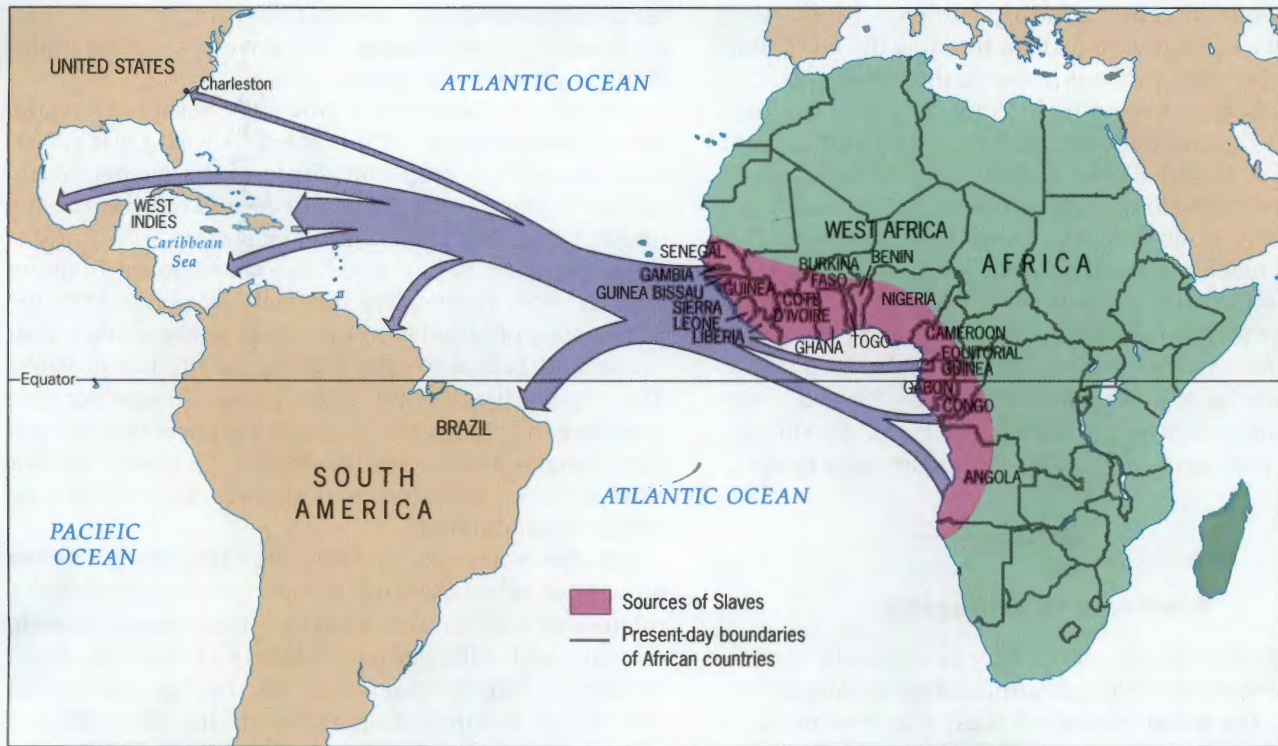 UNITED STATES
Charleston
ATLANTIC OCEAN
WEST
INDIES
Caribbean
Sea
WEST AFRICA
AFRICA
SENEGAL
GAMBIA
GUINEA BISSAU
GUINEA
SIERRA
LEONE
LIBERIA
COTE
D'IVOIRE
BURKINA
FASO
BENIN
NIGERIA
GHANA
TOGO
CAMEROON
EQUITORIAL
GUINEA
GABON
CONGO
ANGOLA
Equator
BRAZIL
SOUTH
AMERICA
ATLANTIC OCEAN
PACIFIC
OCEAN
Sources of Slaves
Present-day boundaries
of African countries